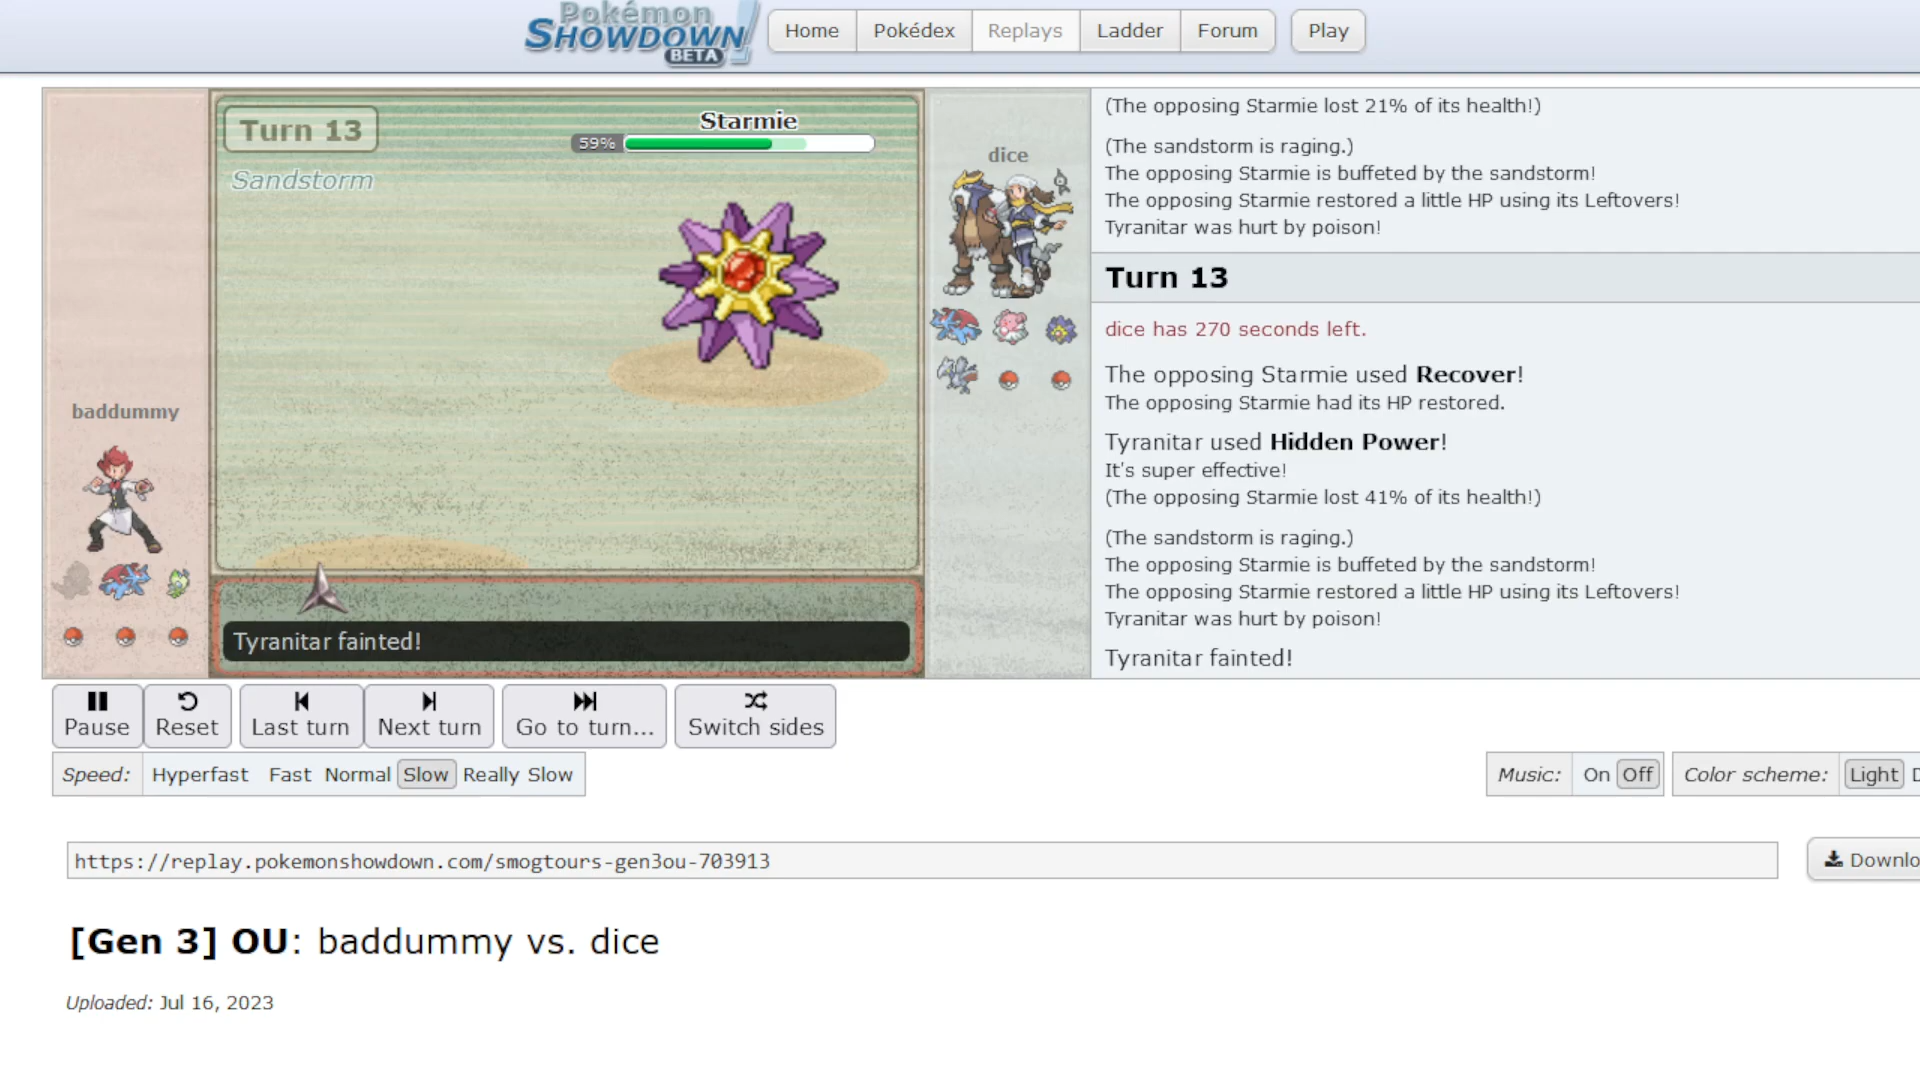 Pokémon
SHOWDOWN!
BETA
Home
Pokédex
Replays
Ladder
Forum
Play
Turn 13
Sandstorm
Starmie
59%
baddummy
dice
Tyranitar fainted!
(The opposing Starmie lost 21% of its health!)
(The sandstorm is raging.)
The opposing Starmie is buffeted by the sandstorm!
The opposing Starmie restored a little HP using its Leftovers!
Tyranitar was hurt by poison!
Turn 13
dice has 270 seconds left.
The opposing Starmie used Recover!
The opposing Starmie had its HP restored.
Tyranitar used Hidden Power!
It's super effective!
(The opposing Starmie lost 41% of its health!)
(The sandstorm is raging.)
The opposing Starmie is buffeted by the sandstorm!
The opposing Starmie restored a little HP using its Leftovers!
Tyranitar was hurt by poison!
Tyranitar fainted!
Pause
Reset
Last turn
Next turn
Go to turn...
Switch sides
Speed: Hyperfast Fast Normal Slow Really Slow
Music: On Off
Color scheme: Light D
https://replay.pokemonshowdown.com/smogtours-gen3ou-703913
Downlo
[Gen 3] OU: baddummy vs. dice
Uploaded: Jul 16, 2023